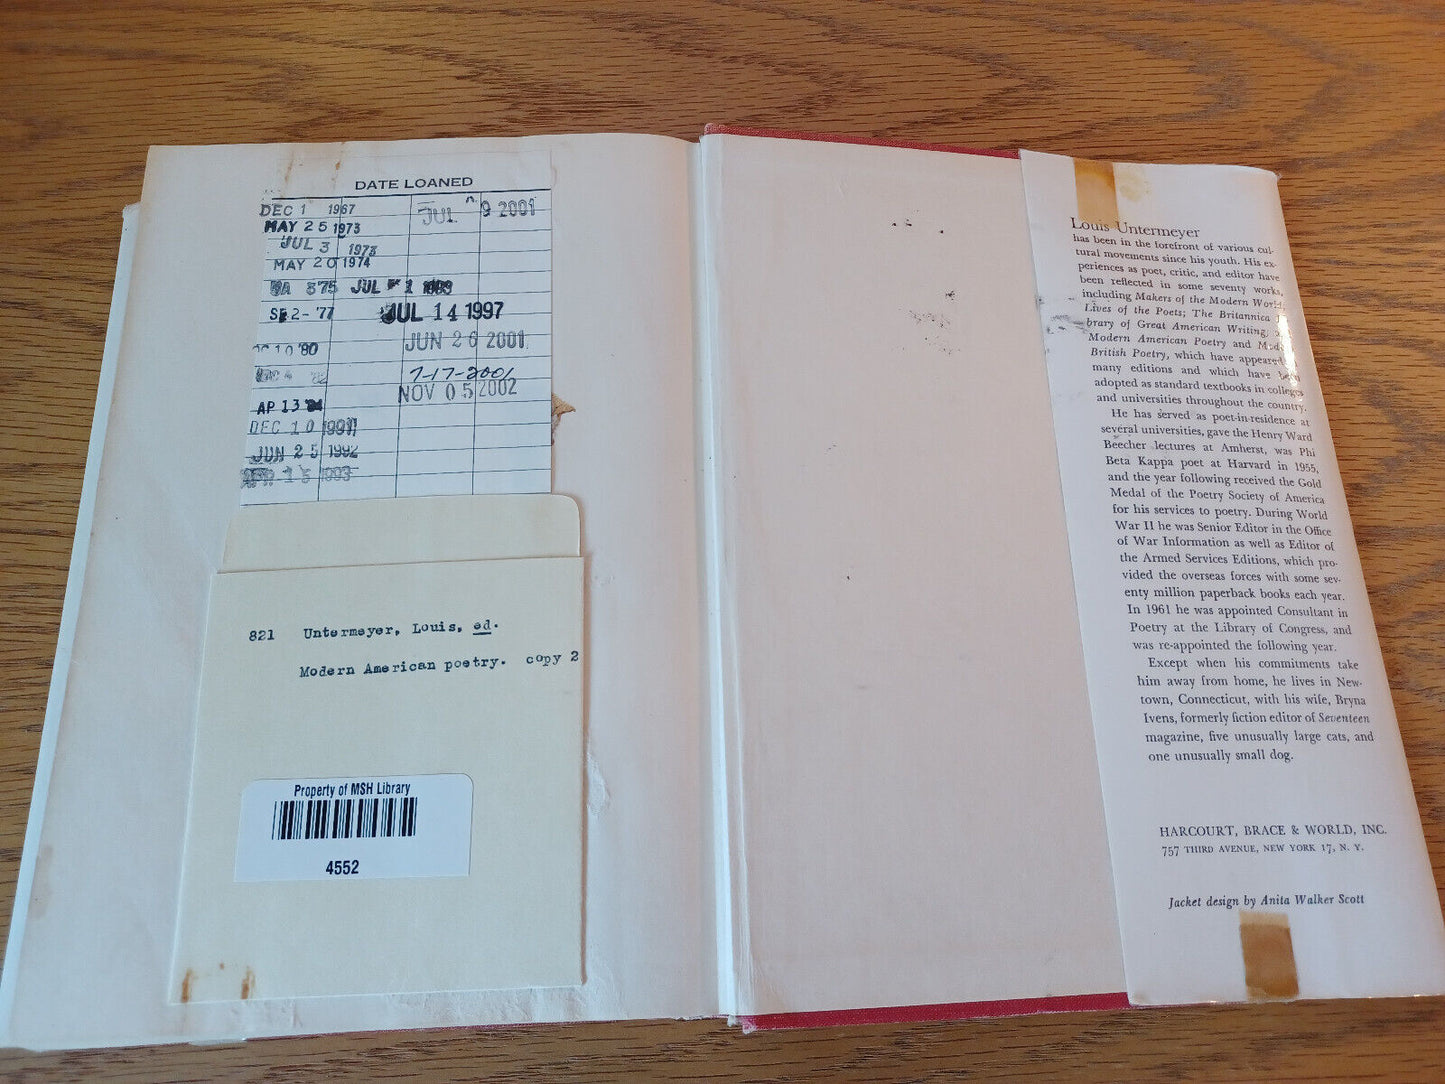 DATE LOANED
DEC 1 1967
MAY 25 1973
JUL 3 1973
MAY 20 1974
'75
2-'77
10 '80
AP 13
DEC 10 1991
JUN 25 1992
APR 15 1993
JUL 9 2001
JUL 1
JUL 14 1997
JUN 26 2001
7-17-2001
NOV 05 2002
821 Untermeyer, Louis, ed.
Modern American poetry. copy 2
Property of MSH Library
4552
Louis Untermeyer
has been in the forefront of various cul-
tural movements since his youth. His ex-
periences as poet, critic, and editor have
been reflected in some seventy works,
including Makers of the Modern World;
Lives of the Poets; The Britannica
brary of Great American Writing;
Modern American Poetry and
British Poetry, which have appeared
many editions and which have been
adopted as standard textbooks in colleges
and universities throughout the country.
He has served as poet-in-residence at
several universities, gave the Henry Ward
Beecher lectures at Amherst, was Phi
Beta Kappa poet at Harvard in 1955,
and the year following received the Gold
Medal of the Poetry Society of America
for his services to poetry. During World
War II he was Senior Editor in the Office
of War Information as well as Editor of
the Armed Services Editions, which pro-
vided the overseas forces with some sev-
enty million paperback books each year.
In 1961 he was appointed Consultant in
Poetry at the Library of Congress, and
was re-appointed the following year.
Except when his commitments take
him away from home, he lives in New-
town, Connecticut, with his wife, Bryna
Ivens, formerly fiction editor of Seventeen
magazine, five unusually large cats, and
one unusually small dog.
HARCOURT, BRACE & WORLD, INC.
757 THIRD AVENUE, NEW YORK 17, N. Y.
Jacket design by Anita Walker Scott